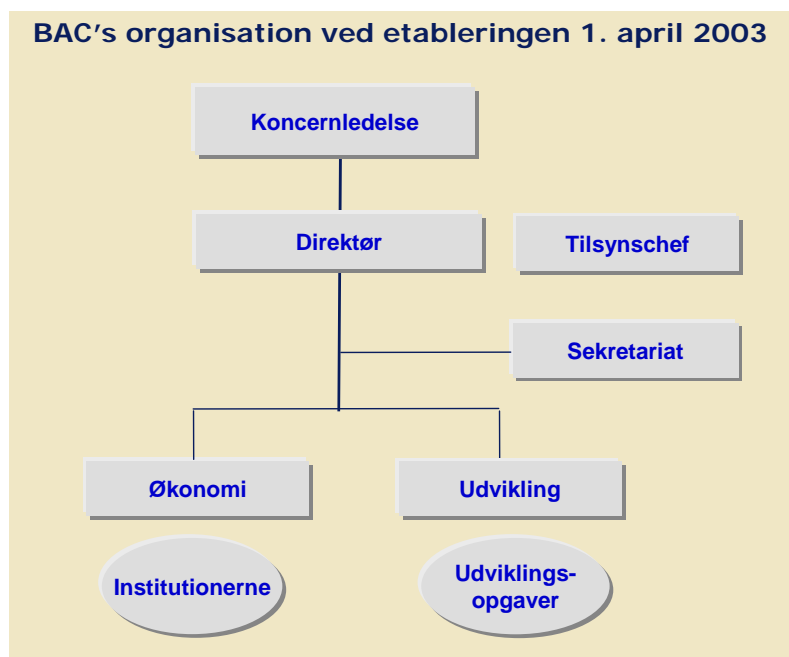 BAC's organisation ved etableringen 1. april 2003
Koncernledelse
Direktør
Tilsynschef
Sekretariat
Økonomi
Udvikling
Institutionerne
Udviklings-
opgaver